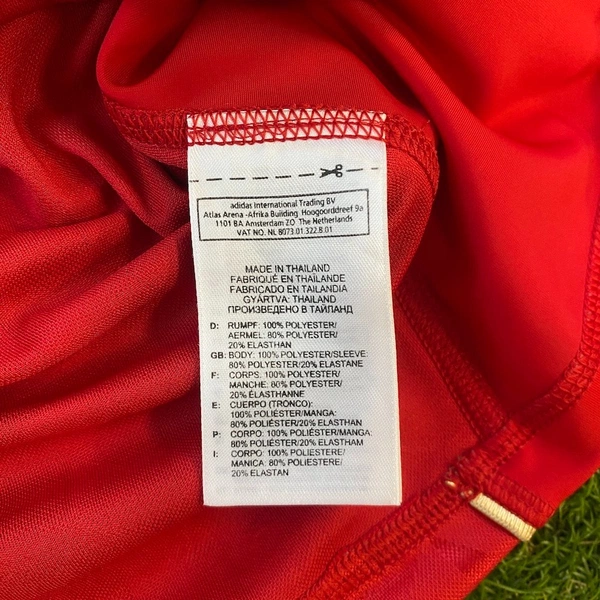 adidas International Trading BV
Atlas Arena -Afrika Building Hoogoorddreef 9a
1101 BA Amsterdam ZO The Netherlands
VAT NO. NL 8073.01.322.B.01
MADE IN THAILAND
FABRIQUÉ EN THAÏLANDE
FABRICADO EN TAILANDIA
GYÁRTVA: THAILAND
ПРОИЗВЕДЕНО В ТАЙЛАНД
D: RUMPF: 100% POLYESTER/
AERMEL: 80% POLYESTER/
20% ELASTHAN
GB: BODY: 100% POLYESTER/SLEEVE:
80% POLYESTER/20% ELASTANE
F: CORPS: 100% POLYESTER/
MANCHE: 80% POLYESTER/
20% ÉLASTHANNE
E: CUERPO (TRONCO):
100% POLIÉSTER/MANGA:
80% POLIÉSTER/20% ELASTHAN
P: CORPO: 100% POLIÉSTER/MANGA:
80% POLIÉSTER/20% ELASTHAM
I: CORPO: 100% POLIESTERE/
MANICA: 80% POLIESTERE/
20% ELASTAN